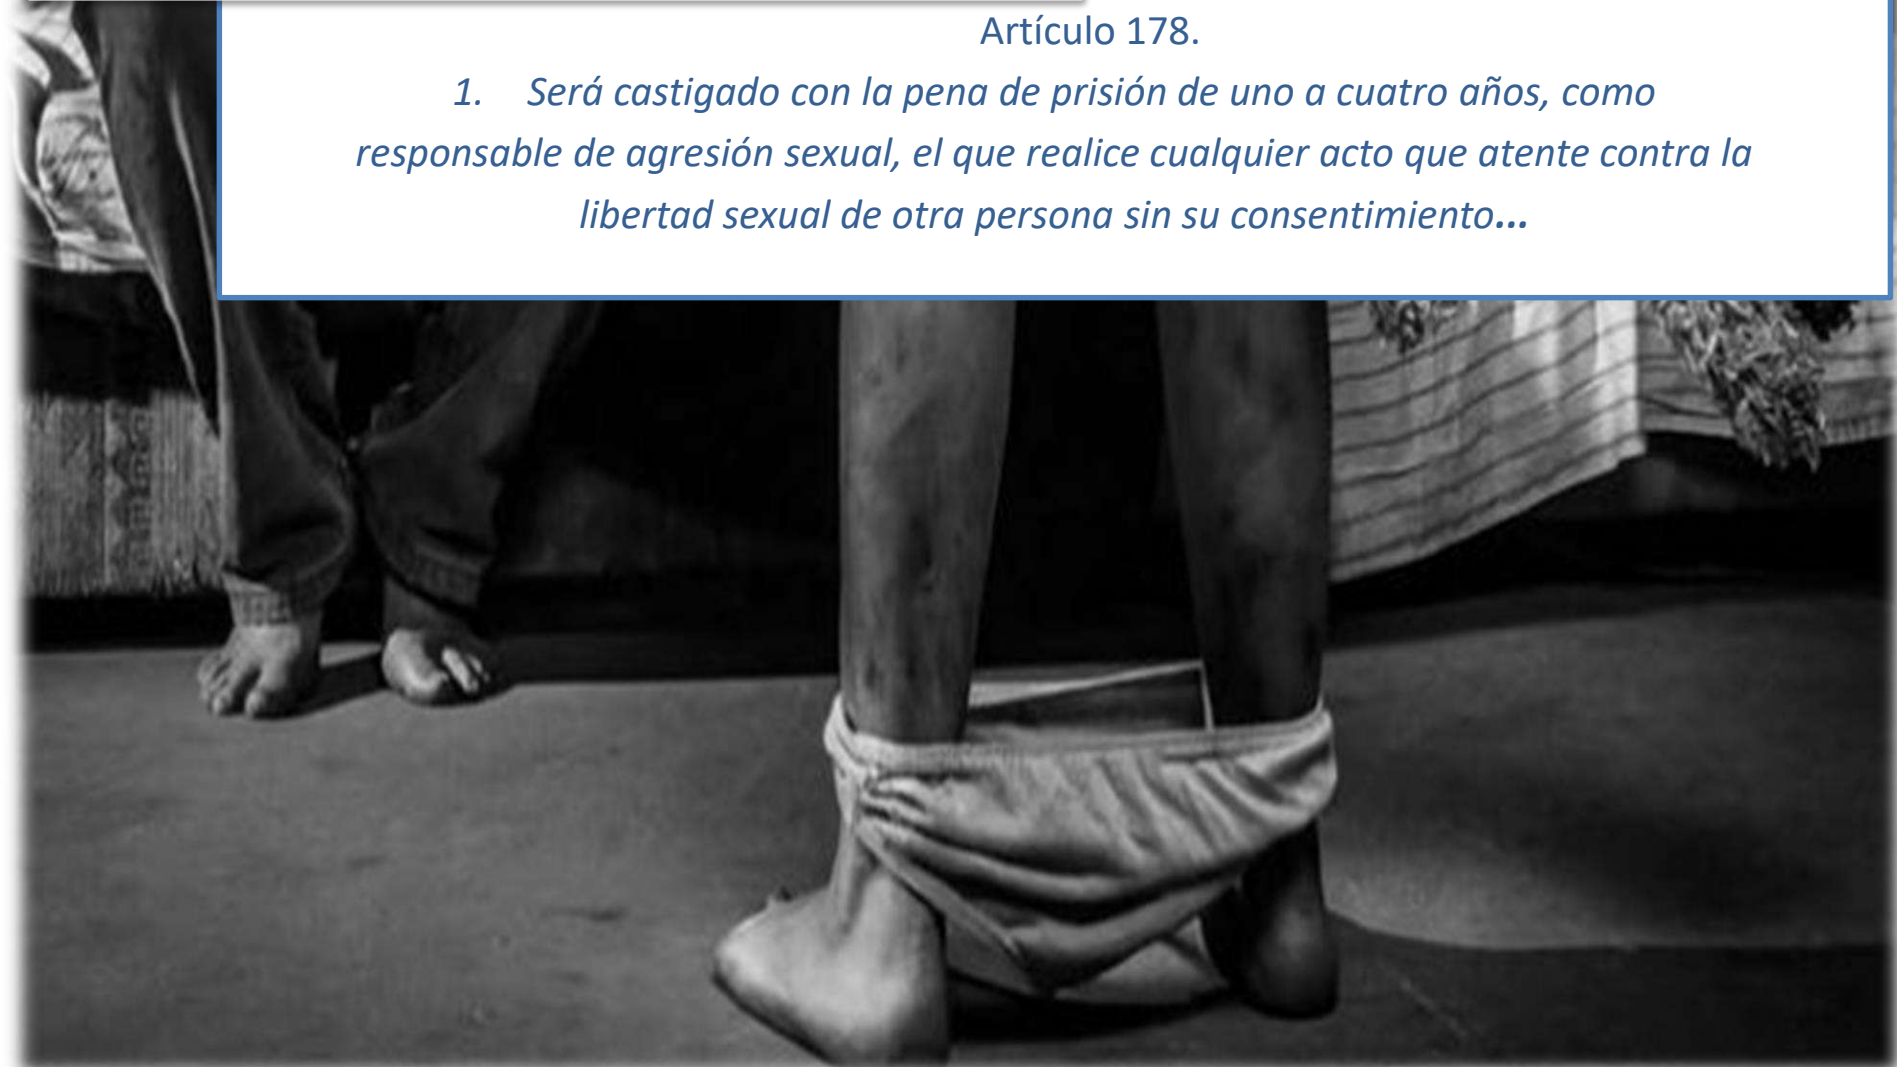 Artículo 178.
1. Será castigado con la pena de prisión de uno a cuatro años, como
responsable de agresión sexual, el que realice cualquier acto que atente contra la
libertad sexual de otra persona sin su consentimiento...